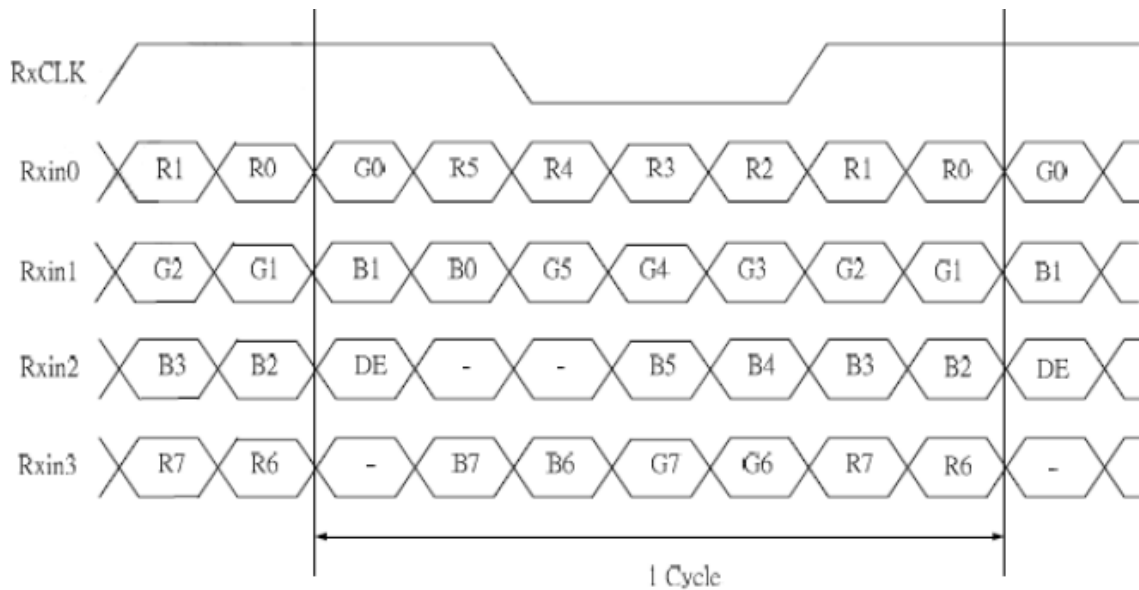 RxCLK
Rxin0 R1 R0 G0 R5 R4 R3 R2 R1 R0 G0
Rxin1 G2 G1 B1 B0 G5 G4 G3 G2 G1 B1
Rxin2 B3 B2 DE - - B5 B4 B3 B2 DE
Rxin3 R7 R6 - B7 B6 G7 G6 R7 R6 -
1 Cycle